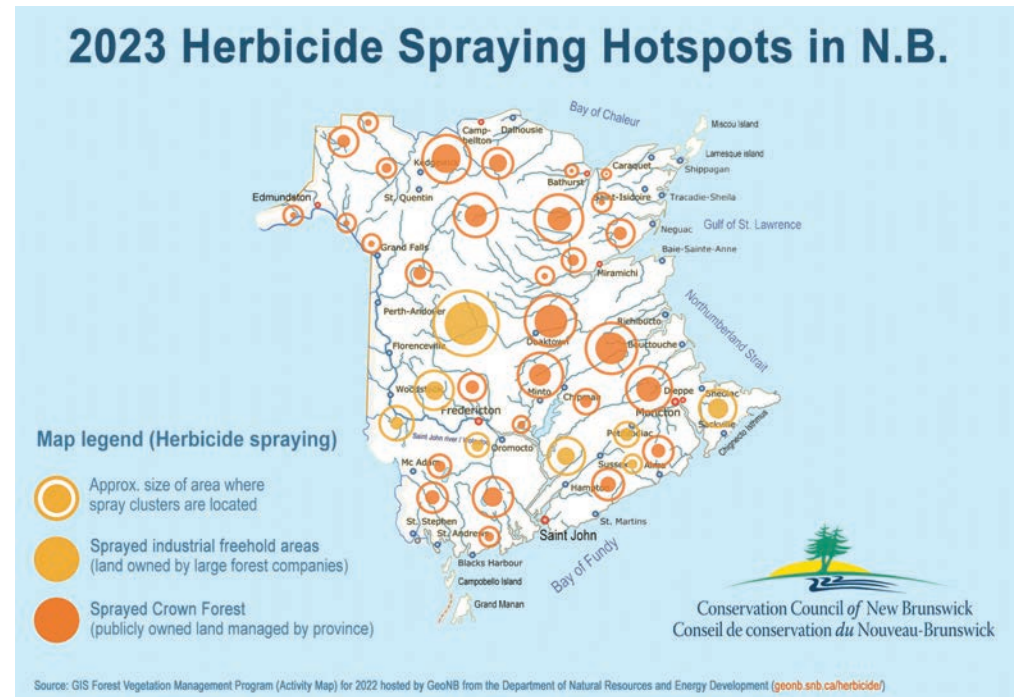 2023 Herbicide Spraying Hotspots in N.B.
Bay of Chaleur
Miscou Island
Camp-
bellton
Dalhousie
Lamesque island
Caraquet
Shippagan
Bathurst
St. Quentin
Saint-Isidoire
Tracadie-Sheila
Edmundston
Neguac
Gulf of St. Lawrence
Grand Falls
Baie-Sainte-Anne
Miramichi
Perth-Andover
Northumberland Strait
Richibucto
Doaktown
Bouctouche
Florenceville
Woodstock
Minto
Chipman
Dieppe
Shediac
Fredericton
Moncton
Sackville
Chignecto Isthmus
Saint John river /
Oromocto
Petitcodiac
Mc Adam
Sussex
Alma
Hampton
St. Stephen
St. Andrews
St. Martins
Saint John
Blacks Harbour
Bay of Fundy
Campobello Island
Grand Manan
Map legend (Herbicide spraying)
Approx. size of area where
spray clusters are located
Sprayed industrial freehold areas
(land owned by large forest companies)
Sprayed Crown Forest
(publicly owned land managed by province)
Conservation Council of New Brunswick
Conseil de conservation du Nouveau-Brunswick
Source: GIS Forest Vegetation Management Program (Activity Map) for 2022 hosted by GeoNB from the Department of Natural Resources and Energy Development (geonb.snb.ca/herbicide/)